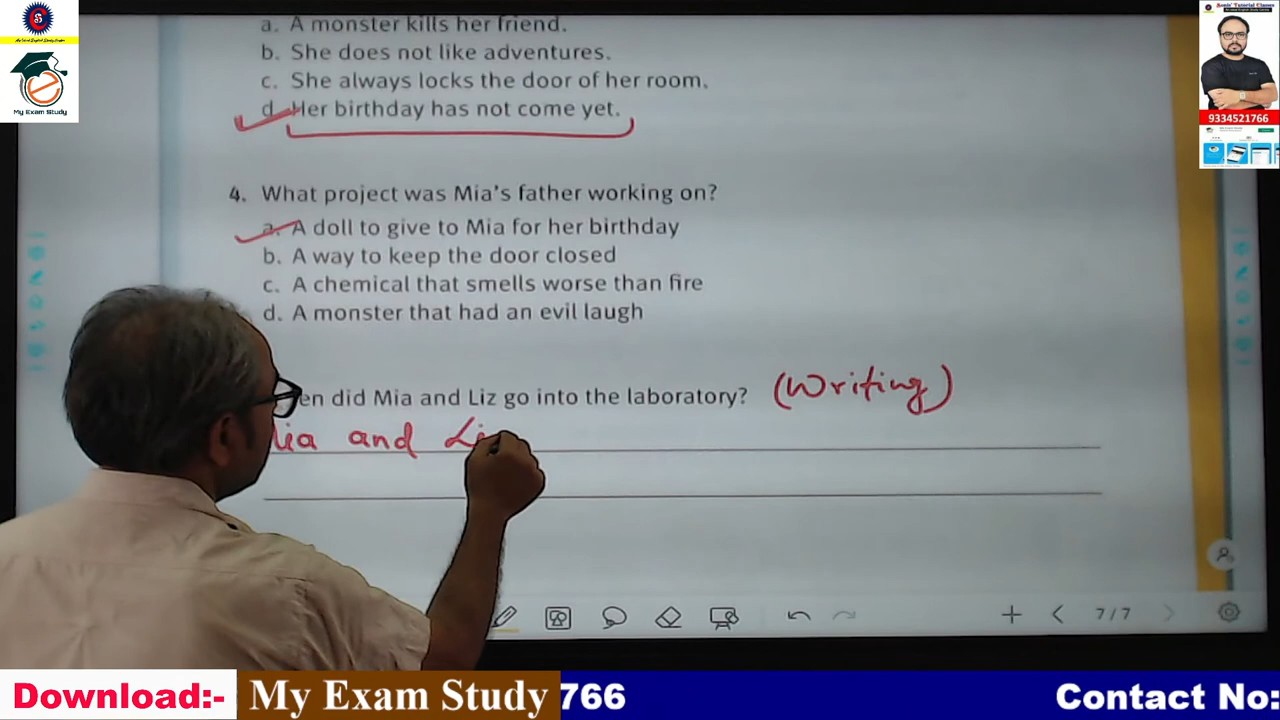 a. A monster kills her friend.
b. She does not like adventures.
c. She always locks the door of her room.
d. Her birthday has not come yet.
4. What project was Mia's father working on?
a. A doll to give to Mia for her birthday
b. A way to keep the door closed
c. A chemical that smells worse than fire
d. A monster that had an evil laugh
en did Mia and Liz go into the laboratory? (Writing)
ia and Li
7/7
My Exam Study
9334521766
Download:- My Exam Study 766 Contact No: